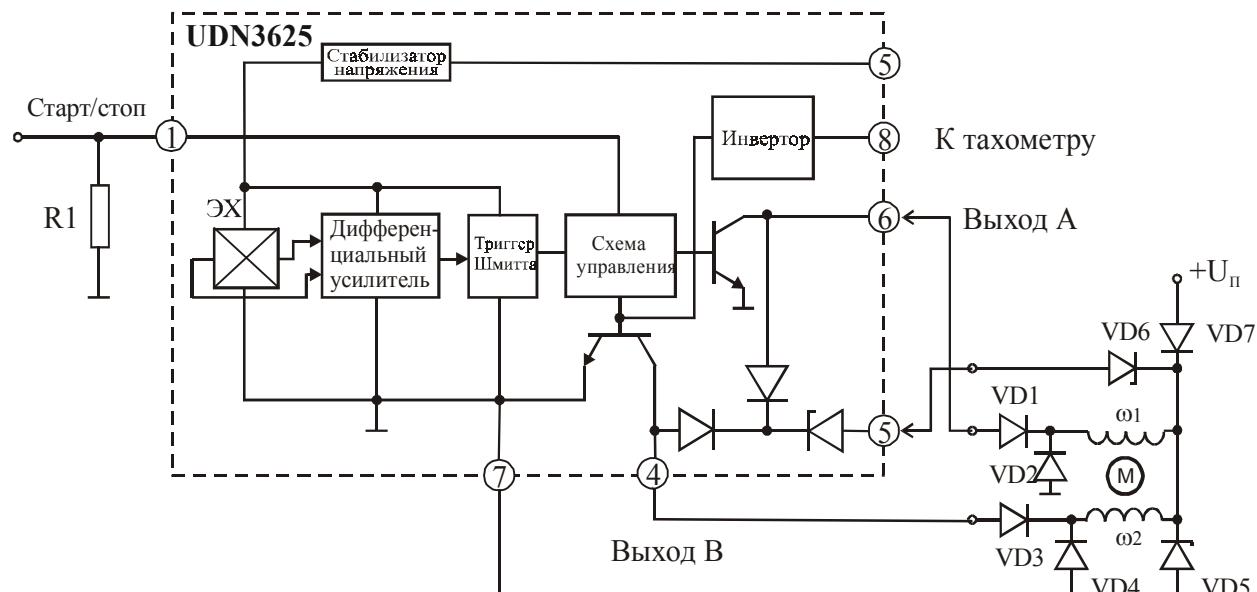 UDN3625
Стабилизатор
напряжения
5
Старт/стоп
1
Инвертор
8
К тахометру
R1
ЭХ
Дифферен-
циальный
усилитель
Триггер
Шмитта
Схема
управления
6
Выход А
+Uп
VD6
VD7
VD1
ω1
5
VD2
М
7
4
Выход В
VD3
ω2
VD4
VD5